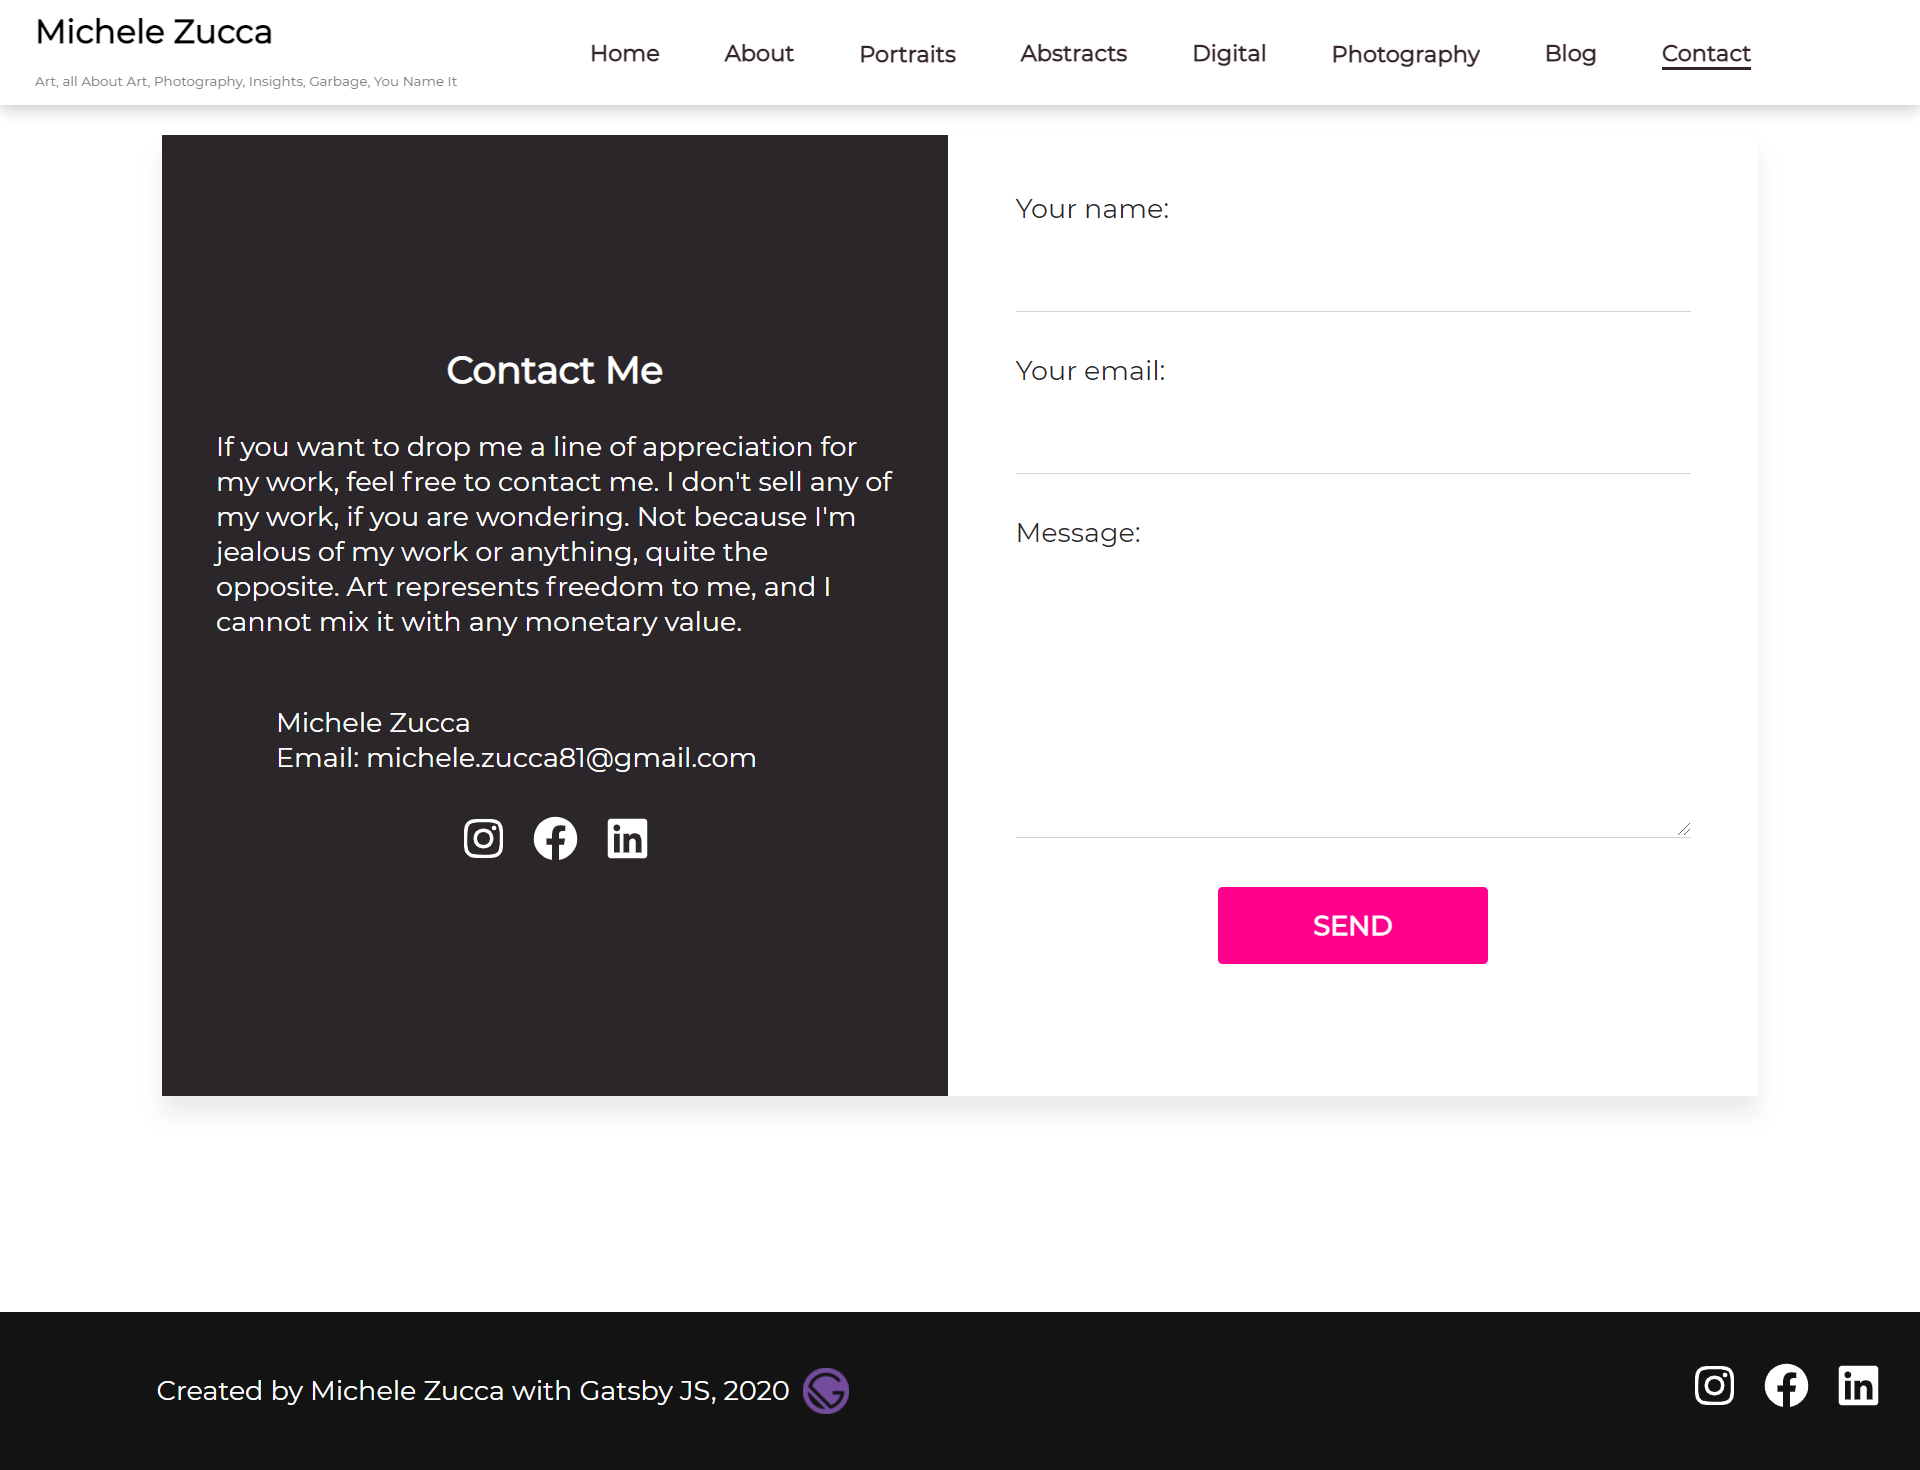 Michele Zucca
Art, all About Art, Photography, Insights, Garbage, You Name It
Home
About
Portraits
Abstracts
Digital
Photography
Blog
Contact
Contact Me
If you want to drop me a line of appreciation for
my work, feel free to contact me. I don't sell any of
my work, if you are wondering. Not because I'm
jealous of my work or anything, quite the
opposite. Art represents freedom to me, and I
cannot mix it with any monetary value.
Michele Zucca
Email: michele.zucca81@gmail.com
Your name:
Your email:
Message:
SEND
Created by Michele Zucca with Gatsby JS, 2020